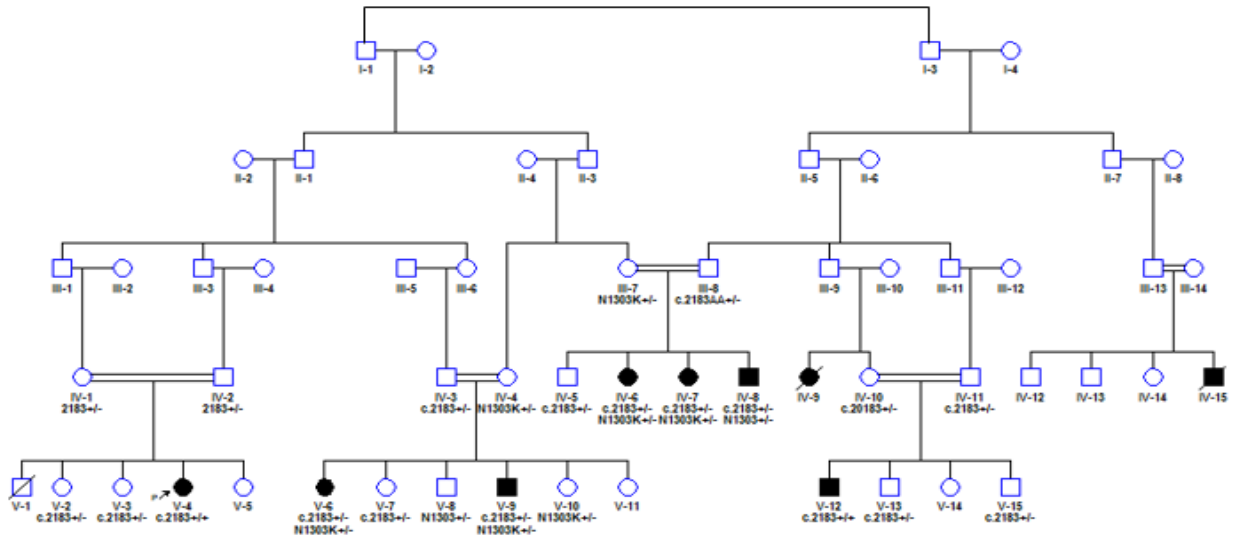 I-1 I-2 I-3 I-4
II-2 II-1 II-4 II-3 II-5 II-6 II-7 II-8
III-1 III-2 III-3 III-4 III-5 III-6 III-7 III-8 III-9 III-10 III-11 III-12 III-13 III-14
N1303K+/- c.2183AA+/-
IV-1 IV-2 IV-3 IV-4 IV-5 IV-6 IV-7 IV-8 IV-9 IV-10 IV-11 IV-12 IV-13 IV-14 IV-15
2183+/- 2183+/- c.2183+/- N1303K+/- c.2183+/- c.2183+/- c.2183+/- c.2183+/- c.20183+/- c.2183+/-
N1303K+/- N1303K+/- N1303+/-
P
V-1 V-2 V-3 V-4 V-5 V-6 V-7 V-8 V-9 V-10 V-11 V-12 V-13 V-14 V-15
c.2183+/- c.2183+/- c.2183+/+ c.2183+/- c.2183+/- N1303+/- c.2183+/- N1303K+/- c.2183+/+ c.2183+/- c.2183+/-
N1303K+/- N1303K+/-